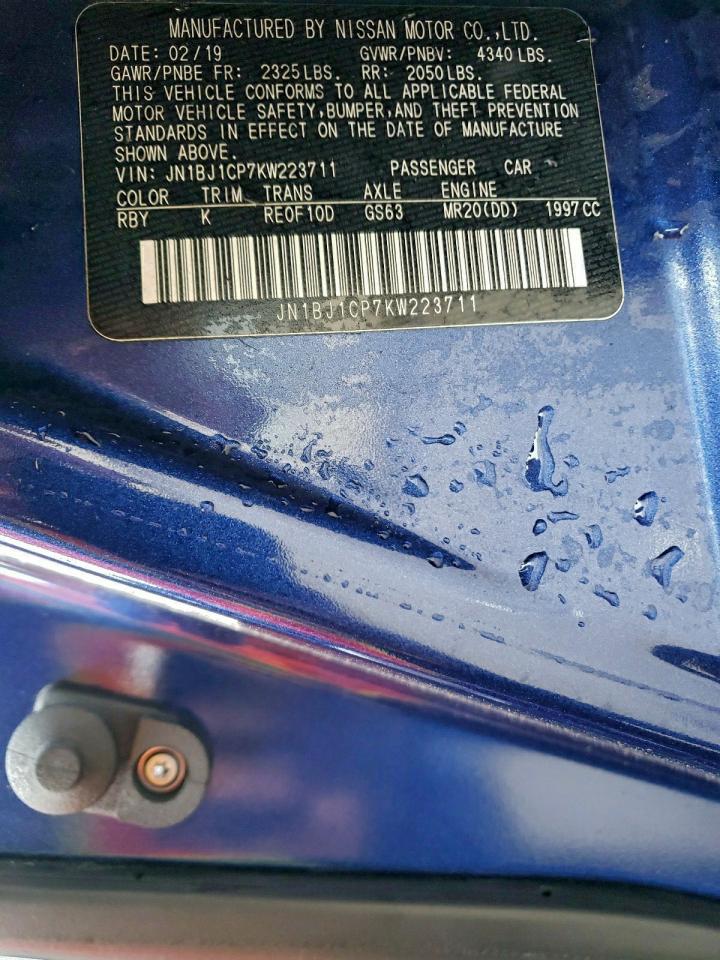 MANUFACTURED BY NISSAN MOTOR CO.,LTD.
DATE: 02/19 GVWR/PNBV: 4340 LBS.
GAWR/PNBE FR: 2325 LBS. RR: 2050 LBS.
THIS VEHICLE CONFORMS TO ALL APPLICABLE FEDERAL
MOTOR VEHICLE SAFETY,BUMPER,AND THEFT PREVENTION
STANDARDS IN EFFECT ON THE DATE OF MANUFACTURE
SHOWN ABOVE.
VIN: JN1BJ1CP7KW223711 PASSENGER CAR
COLOR TRIM TRANS AXLE ENGINE
RBY K RE0F10D GS63 MR20(DD) 1997 CC
JN1BJ1CP7KW223711